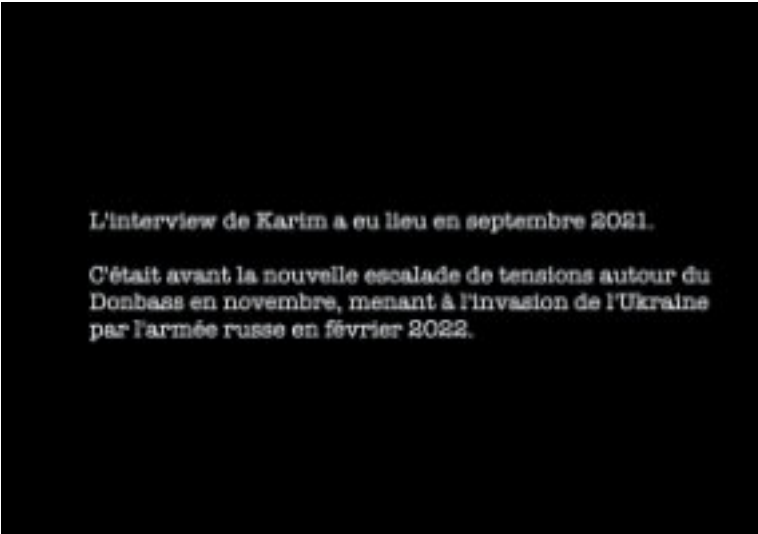 L'interview de Karim a eu lieu en septembre 2021.
C'était avant la nouvelle escalade de tensions autour du
Donbass en novembre, menant à l'invasion de l'Ukraine
par l'armée russe en février 2022.